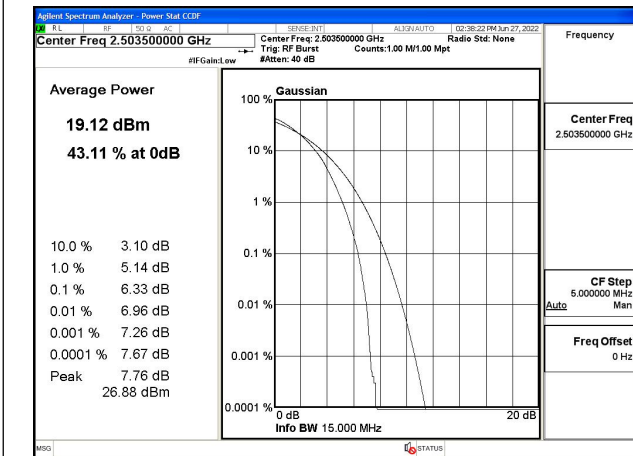 Agilent Spectrum Analyzer - Power Stat CCDF
RL RF 50 Ω AC SENSE:INT ALIGN AUTO 02:38:22 PM Jun 27, 2022
Center Freq 2.503500000 GHz
Center Freq: 2.503500000 GHz Radio Std: None
Trig: RF Burst Counts:1.00 M/1.00 Mpt
#IFGain:Low #Atten: 40 dB
Frequency
Average Power
19.12 dBm
43.11 % at 0dB
10.0 % 3.10 dB
1.0 % 5.14 dB
0.1 % 6.33 dB
0.01 % 6.96 dB
0.001 % 7.26 dB
0.0001 % 7.67 dB
Peak 7.76 dB
26.88 dBm
Gaussian
100 %
10 %
1 %
0.1 %
0.01 %
0.001 %
0.0001 %
0 dB 20 dB
Info BW 15.000 MHz
Center Freq
2.503500000 GHz
CF Step
5.000000 MHz
Auto Man
Freq Offset
0 Hz
MSG STATUS